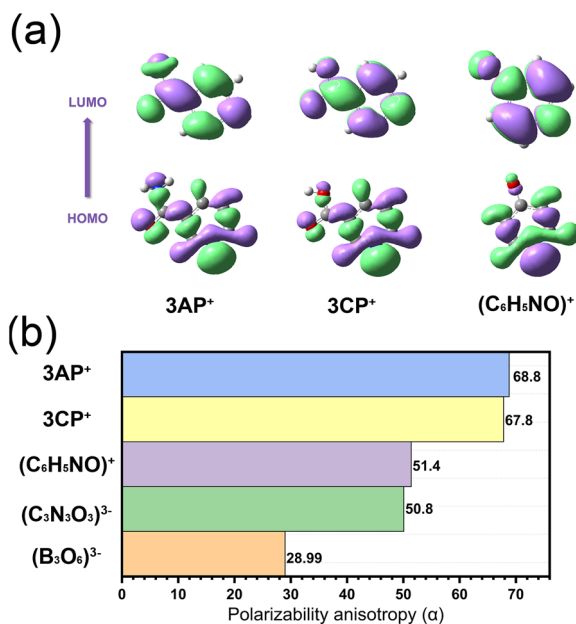 (a)
LUMO
HOMO
3AP⁺
3CP⁺
(C₆H₅NO)⁺
(b)
3AP⁺
68.8
3CP⁺
67.8
(C₆H₅NO)⁺
51.4
(C₃N₃O₃)³⁻
50.8
(B₃O₆)³⁻
28.99
0 10 20 30 40 50 60 70
Polarizability anisotropy (α)